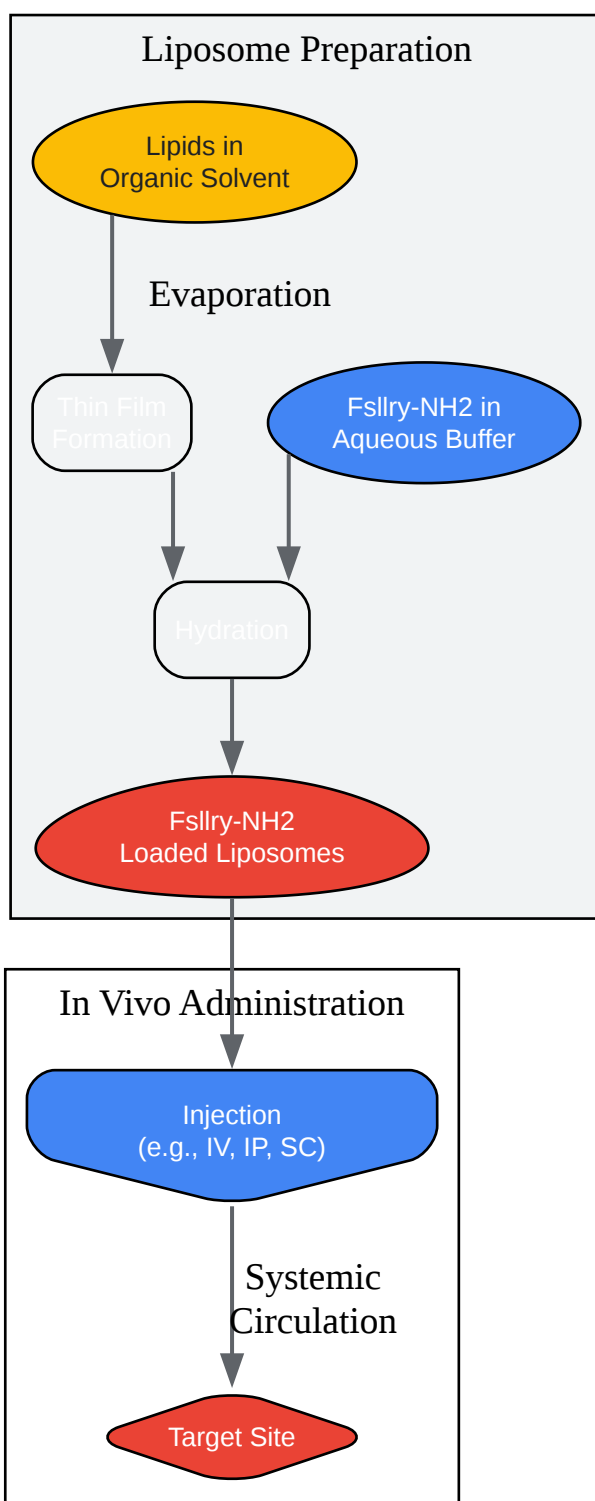 Liposome Preparation
Lipids in
Organic Solvent
Evaporation
Thin Film
Formation
Fsllry-NH2 in
Aqueous Buffer
Hydration
Fsllry-NH2
Loaded Liposomes
In Vivo Administration
Injection
(e.g., IV, IP, SC)
Systemic
Circulation
Target Site